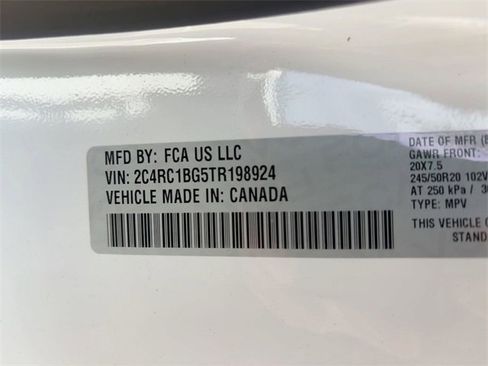 MFD BY: FCA US LLC
VIN: 2C4RC1BG5TR198924
VEHICLE MADE IN: CANADA
DATE OF MFR
GAWR FRONT:
20X7.5
245/50R20 102V
AT 250 kPa /
TYPE: MPV
THIS VEHICLE
STAND